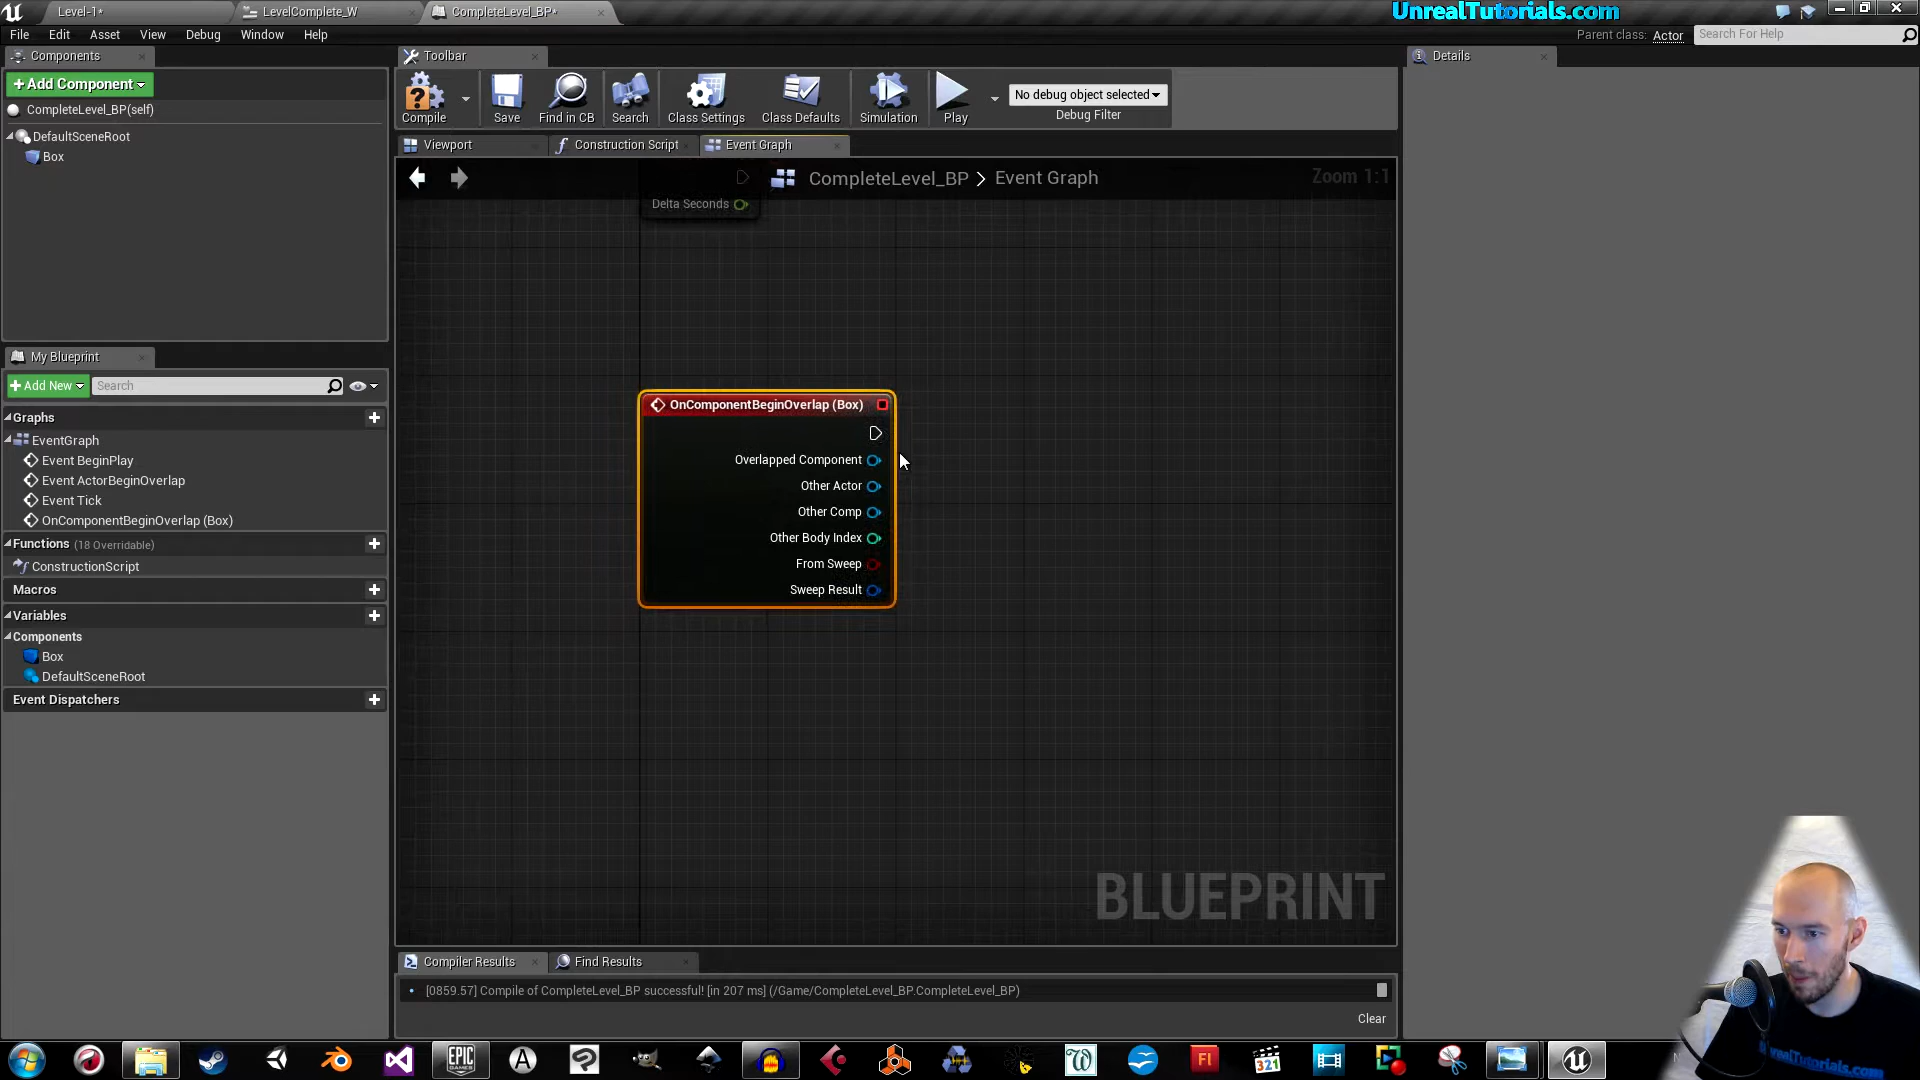 Level-1*
LevelComplete_W
CompleteLevel_BP*
UnrealTutorials.com
File Edit Asset View Debug Window Help
Parent class: Actor
Search For Help
Components
Toolbar
Details
+Add Component
CompleteLevel_BP(self)
DefaultSceneRoot
Box
Compile
Save
Find in CB
Search
Class Settings
Class Defaults
Simulation
Play
No debug object selected
Debug Filter
Viewport
Construction Script
Event Graph
CompleteLevel_BP > Event Graph
Zoom 1:1
Delta Seconds
My Blueprint
+Add New
Search
Graphs
EventGraph
Event BeginPlay
Event ActorBeginOverlap
Event Tick
OnComponentBeginOverlap (Box)
Functions (18 Overridable)
ConstructionScript
Macros
Variables
Components
Box
DefaultSceneRoot
Event Dispatchers
OnComponentBeginOverlap (Box)
Overlapped Component
Other Actor
Other Comp
Other Body Index
From Sweep
Sweep Result
BLUEPRINT
Compiler Results
Find Results
[0859.57] Compile of CompleteLevel_BP successful! [in 207 ms] (/Game/CompleteLevel_BP.CompleteLevel_BP)
Clear
EPIC
GAMES
A
W
Fl
321